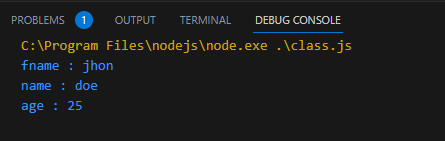 PROBLEMS 1 OUTPUT TERMINAL DEBUG CONSOLE
C:\Program Files\nodejs\node.exe .\class.js
fname : jhon
name : doe
age : 25